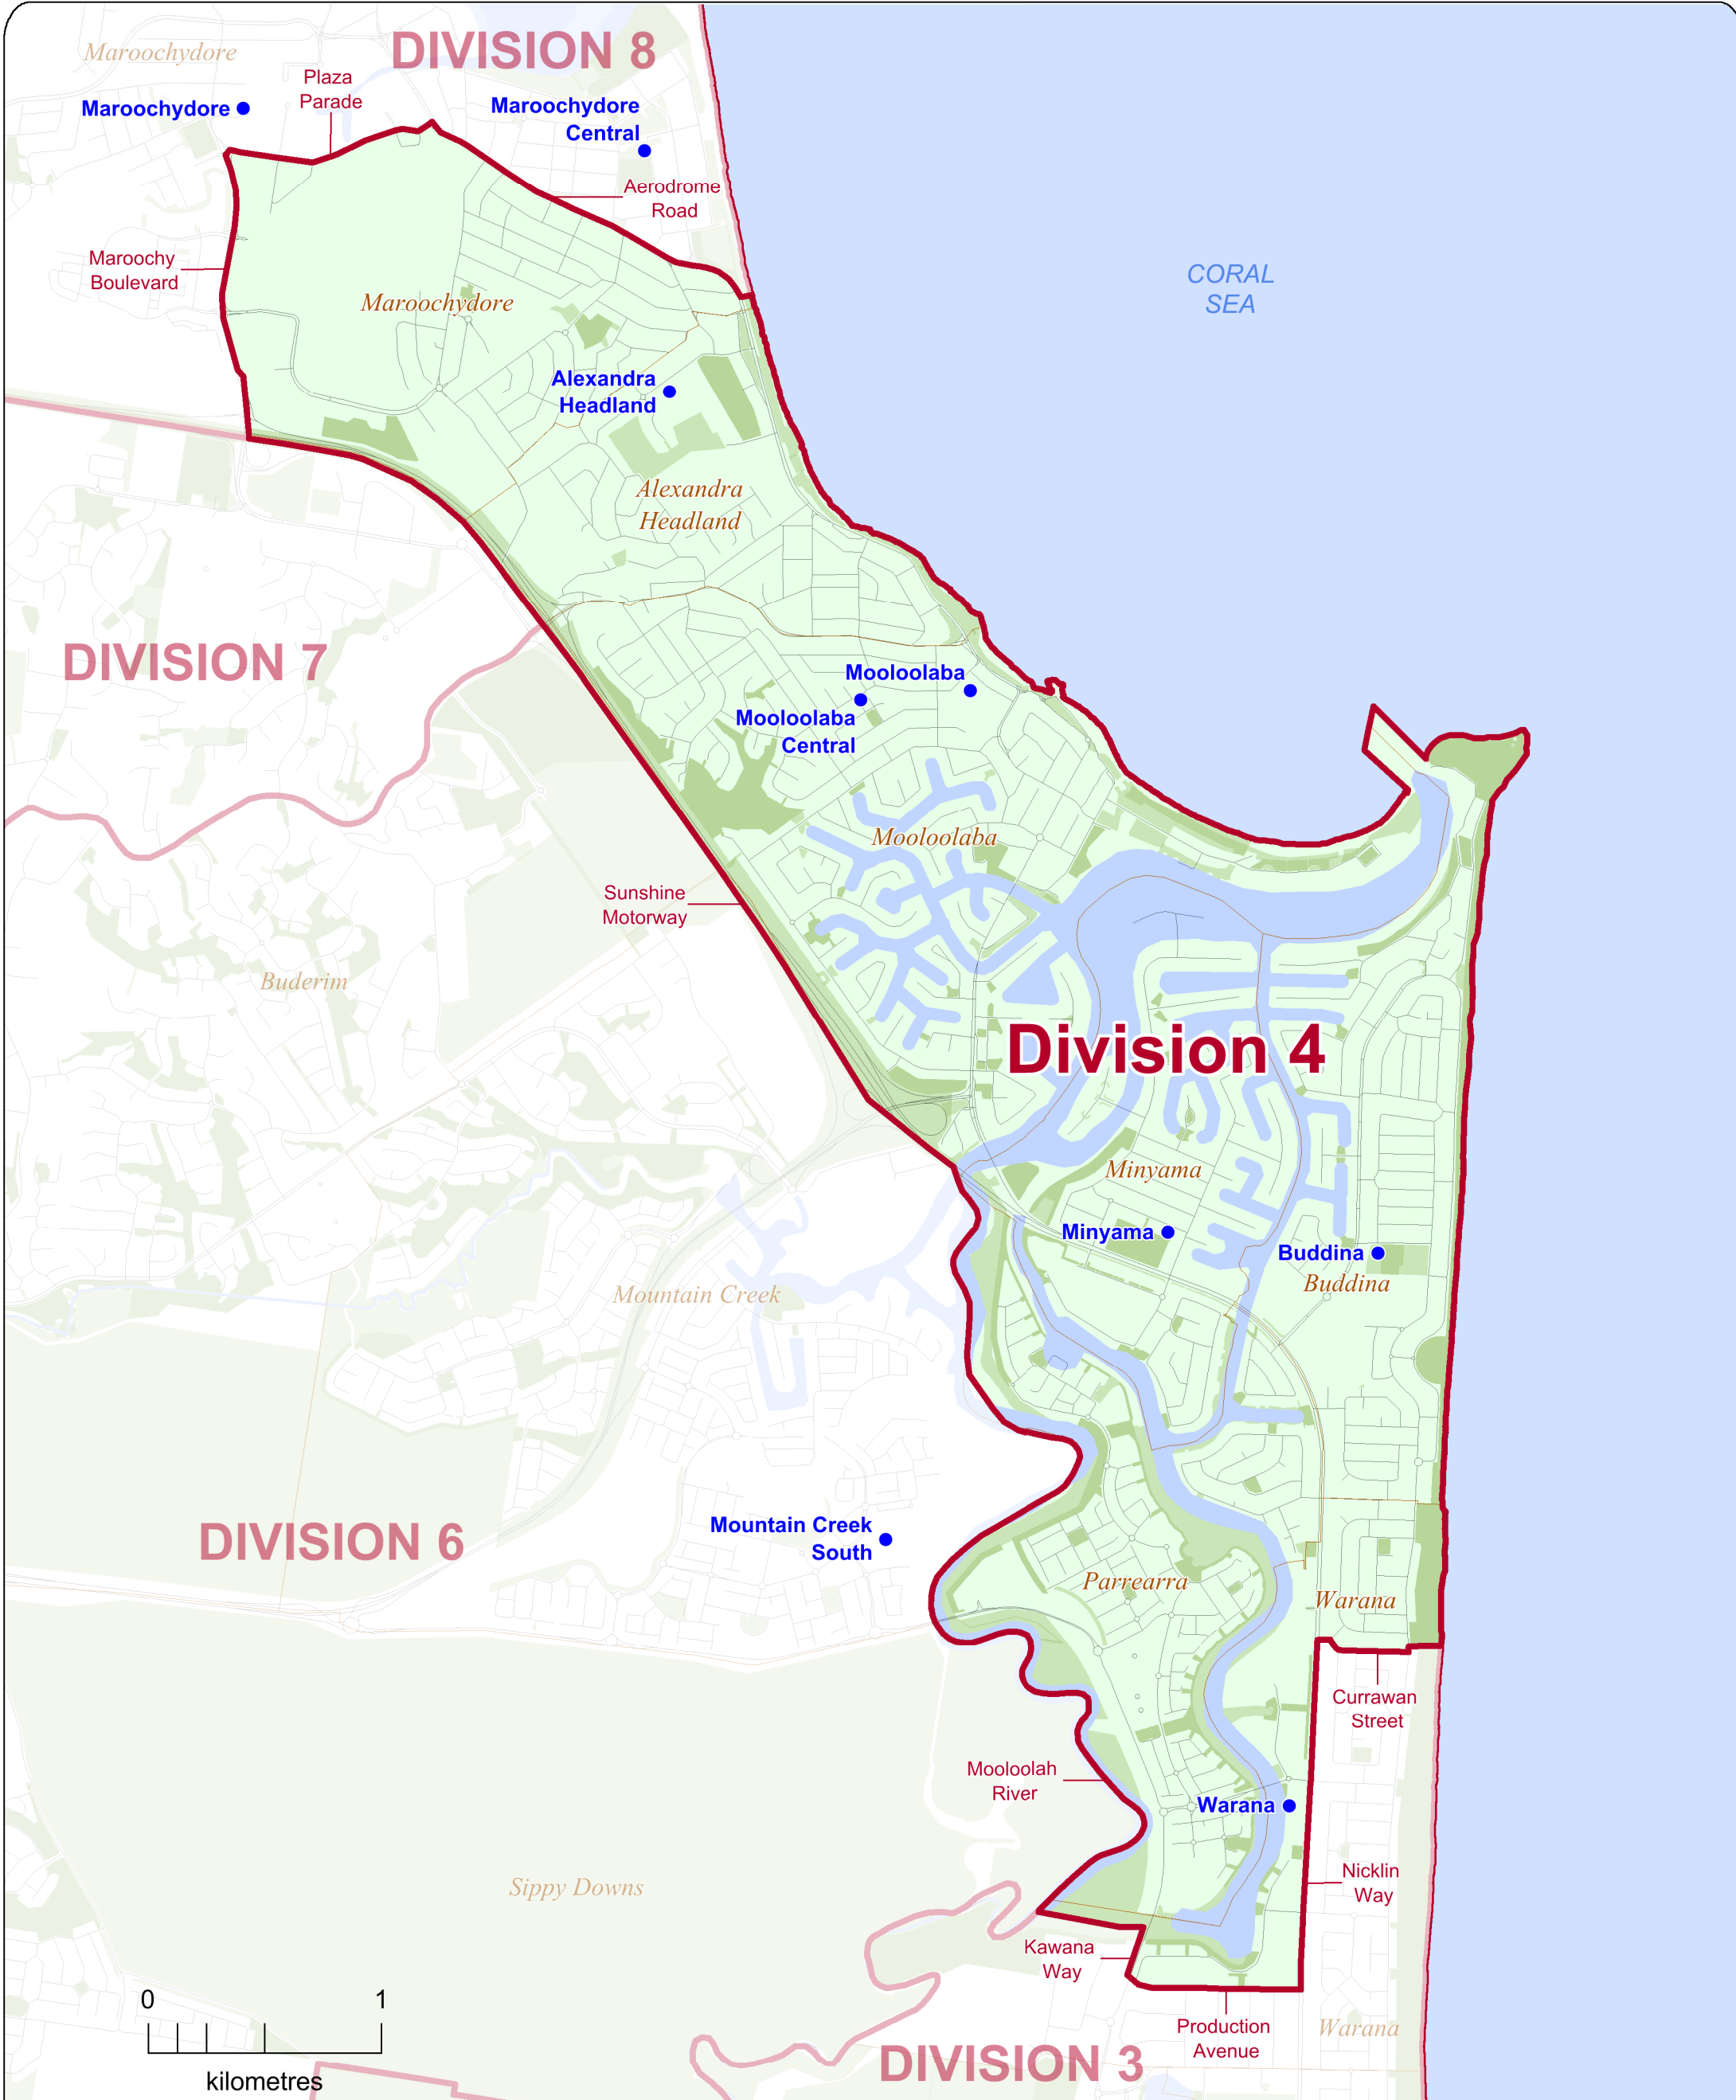 DIVISION 8
Maroochydore
Plaza
Parade
Maroochydore
Maroochydore
Central
Aerodrome
Road
Maroochy
Boulevard
CORAL
SEA
Maroochydore
Alexandra
Headland
Alexandra
Headland
DIVISION 7
Mooloolaba
Mooloolaba
Central
Mooloolaba
Sunshine
Motorway
Buderim
Division 4
Minyama
Minyama
Buddina
Buddina
Mountain Creek
Mountain Creek
South
DIVISION 6
Parrearra
Warana
Currawan
Street
Mooloolah
River
Warana
Nicklin
Way
Sippy Downs
Kawana
Way
0 1
kilometres
Production
Avenue
Warana
DIVISION 3